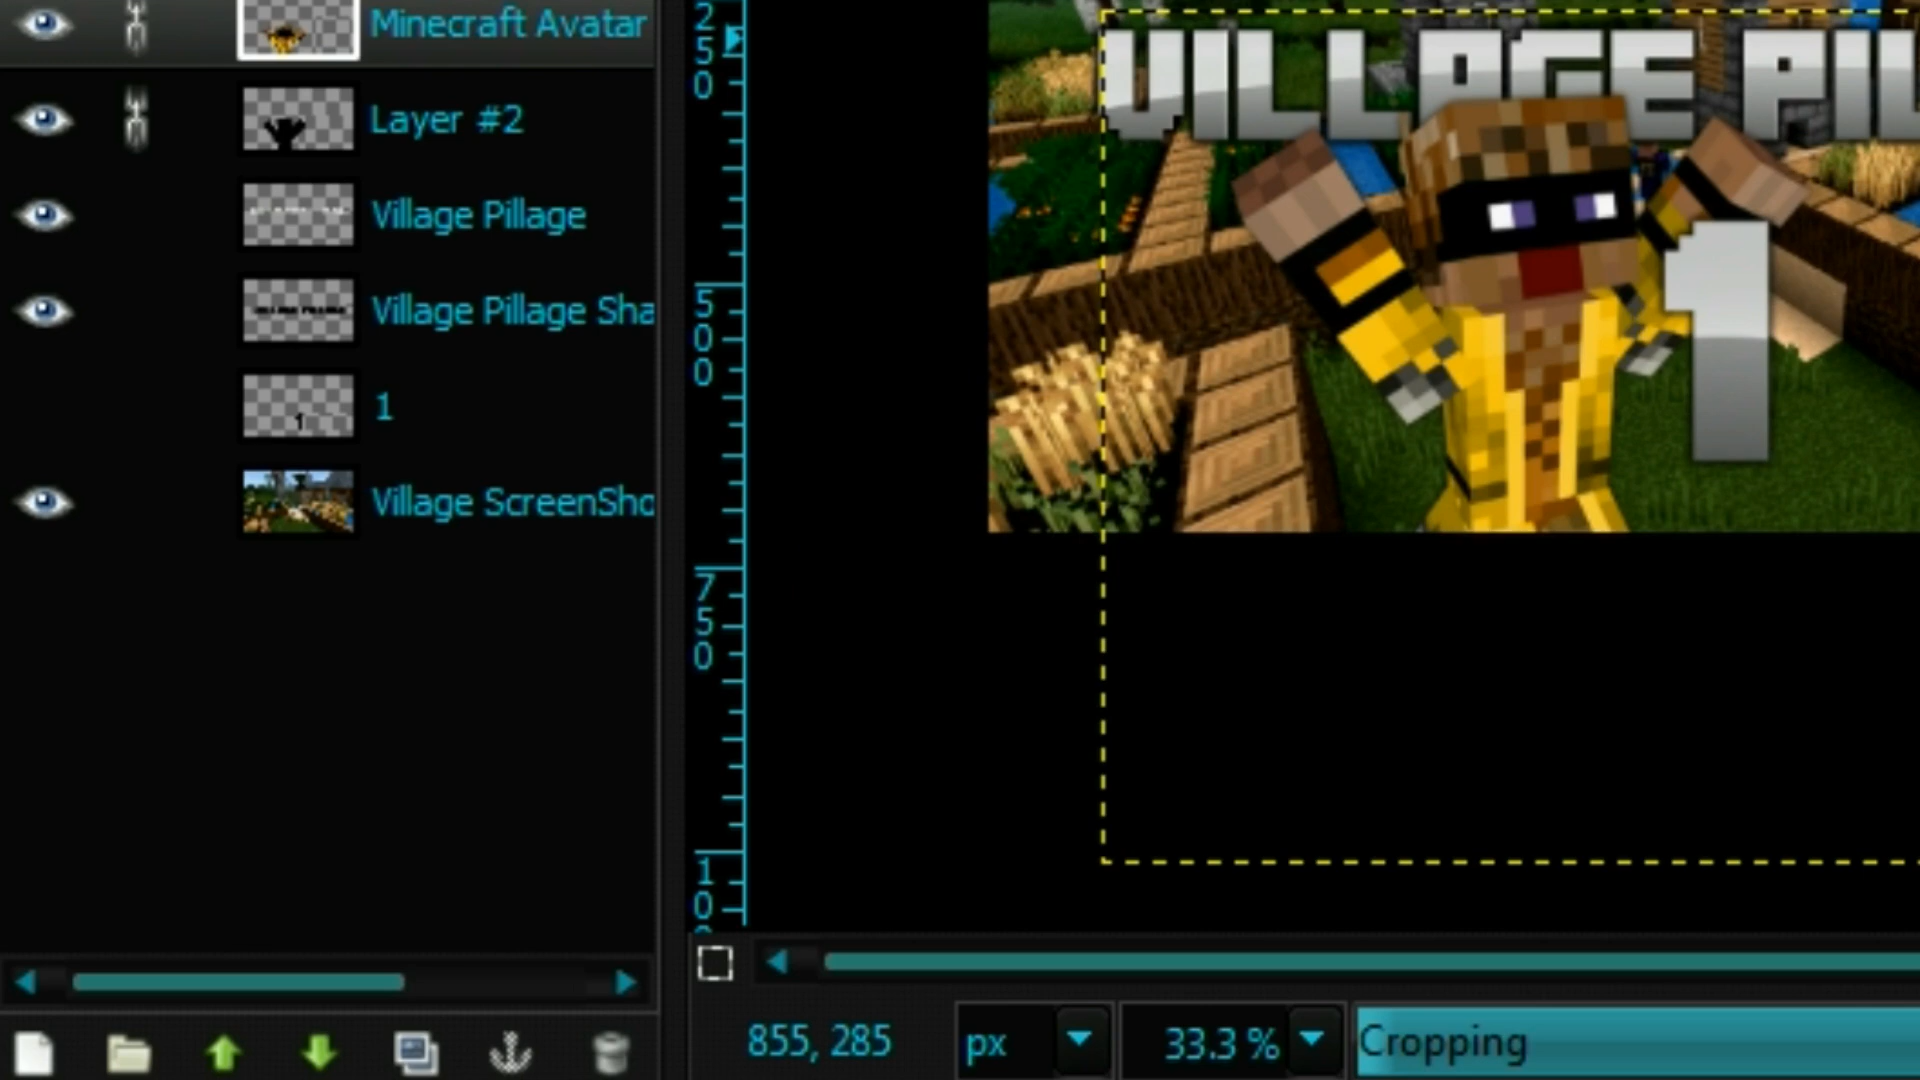 Minecraft Avatar
Layer #2
Village Pillage
Village Pillage Sha
1
Village ScreenSho
250
500
750
10
VILLAGE PIL
1
855, 285
px
33.3 %
Cropping